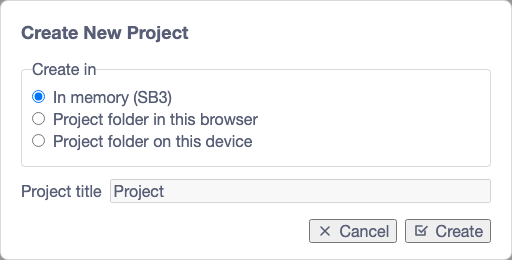 Create New Project
Create in
In memory (SB3)
Project folder in this browser
Project folder on this device
Project title Project
Cancel Create